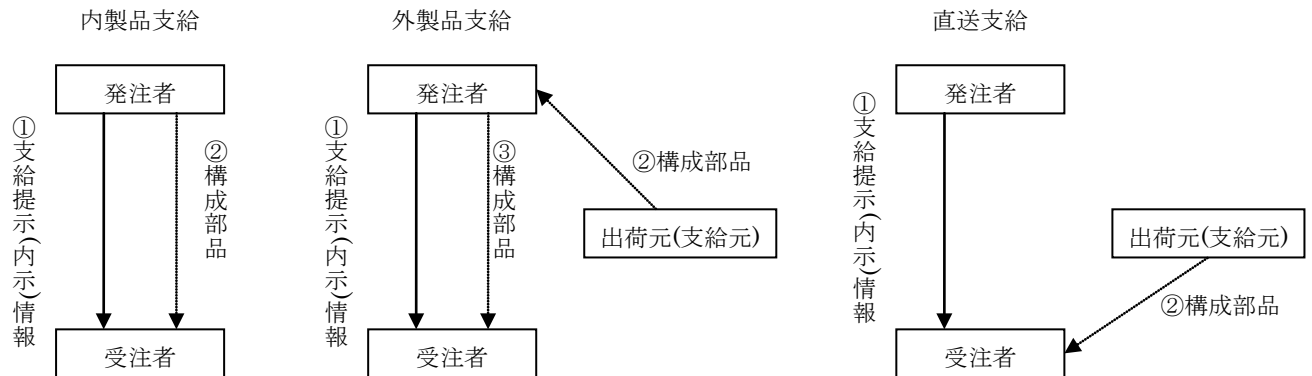 内製品支給
発注者
①支給提示(内示)情報
②構成部品
受注者
外製品支給
発注者
①支給提示(内示)情報
③構成部品
②構成部品
出荷元(支給元)
受注者
直送支給
発注者
①支給提示(内示)情報
出荷元(支給元)
②構成部品
受注者